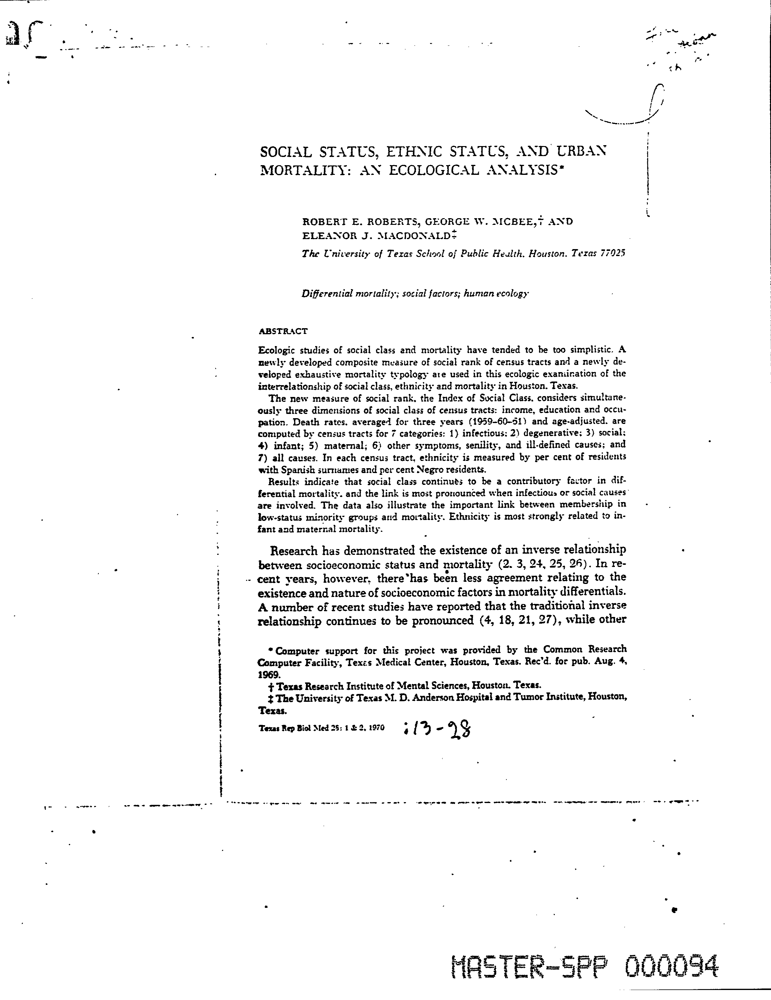 SOCIAL STATUS, ETHNIC STATUS, AND URBAN
MORTALITY: AN ECOLOGICAL ANALYSIS*
ROBERT E. ROBERTS, GEORGE W. MCBEE,† AND
ELEANOR J. MACDONALD‡
The University of Texas School of Public Health, Houston, Texas 77025
Differential mortality; social factors; human ecology
ABSTRACT
Ecologic studies of social class and mortality have tended to be too simplistic. A
newly developed composite measure of social rank of census tracts and a newly de-
veloped exhaustive mortality typology are used in this ecologic examination of the
interrelationship of social class, ethnicity and mortality in Houston, Texas.
The new measure of social rank, the Index of Social Class, considers simultane-
ously three dimensions of social class of census tracts: income, education and occu-
pation. Death rates, averaged for three years (1959-60-61) and age-adjusted, are
computed by census tracts for 7 categories: 1) infectious; 2) degenerative; 3) social;
4) infant; 5) maternal; 6) other symptoms, senility, and ill-defined causes; and
7) all causes. In each census tract, ethnicity is measured by per cent of residents
with Spanish surnames and per cent Negro residents.
Results indicate that social class continues to be a contributory factor in dif-
ferential mortality, and the link is most pronounced when infectious or social causes
are involved. The data also illustrate the important link between membership in
low-status minority groups and mortality. Ethnicity is most strongly related to in-
fant and maternal mortality.
Research has demonstrated the existence of an inverse relationship
between socioeconomic status and mortality (2, 3, 24, 25, 26). In re-
cent years, however, there has been less agreement relating to the
existence and nature of socioeconomic factors in mortality differentials.
A number of recent studies have reported that the traditional inverse
relationship continues to be pronounced (4, 18, 21, 27), while other
* Computer support for this project was provided by the Common Research
Computer Facility, Texas Medical Center, Houston, Texas. Rec'd. for pub. Aug. 4,
1969.
† Texas Research Institute of Mental Sciences, Houston, Texas.
‡ The University of Texas M. D. Anderson Hospital and Tumor Institute, Houston,
Texas.
Texas Rep Biol Med 28: 1 & 2, 1970 :13-28
MASTER-SPP 000094